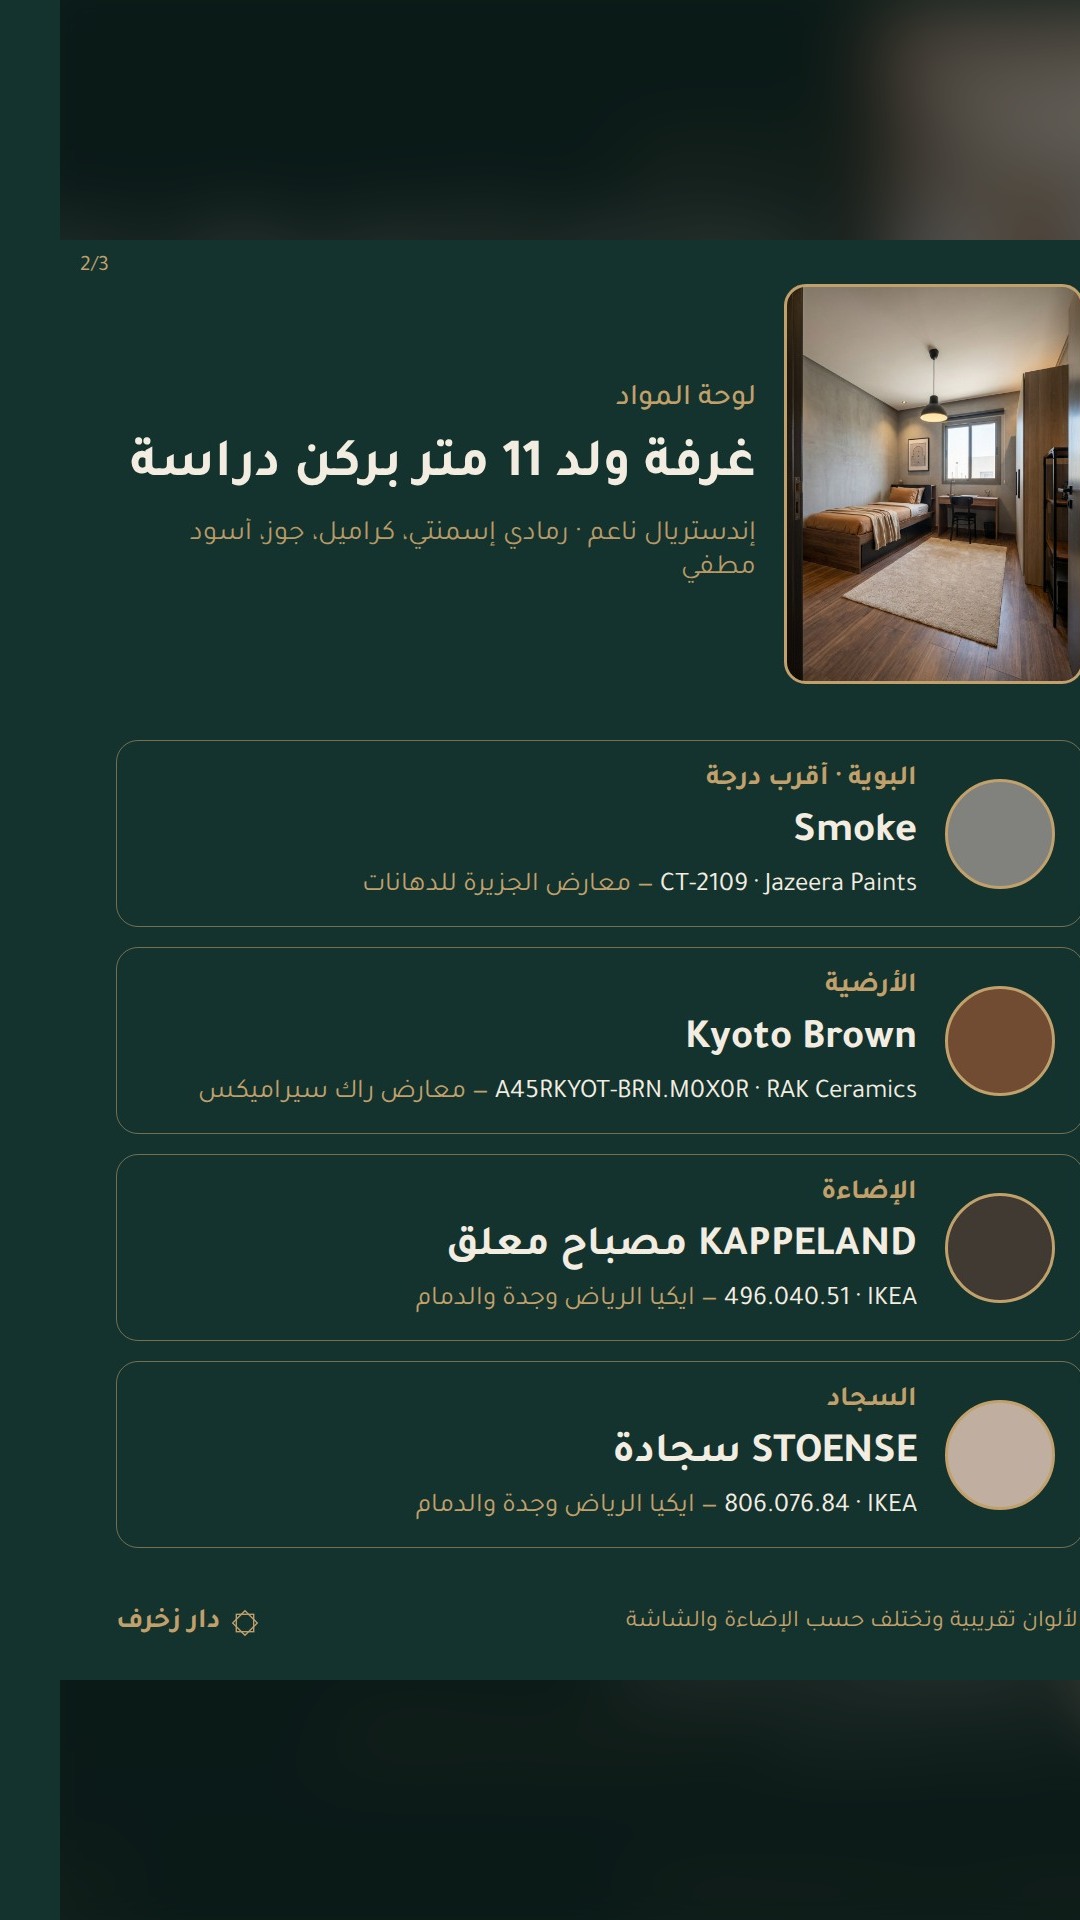 2/3
لوحة المواد
غرفة ولد 11 متر بركن دراسة
إندستريال ناعم · رمادي إسمنتي، كراميل، جوز، أسود
مطفي
البوية · أقرب درجة
Smoke
CT-2109 · Jazeera Paints – معارض الجزيرة للدهانات
الأرضية
Kyoto Brown
A45RKYOT-BRN.M0X0R · RAK Ceramics – معارض راك سيراميكس
الإضاءة
KAPPELAND مصباح معلق
496.040.51 · IKEA – ايكيا الرياض وجدة والدمام
السجاد
STOENSE سجادة
806.076.84 · IKEA – ايكيا الرياض وجدة والدمام
لألوان تقريبية وتختلف حسب الإضاءة والشاشة
دار زخرف